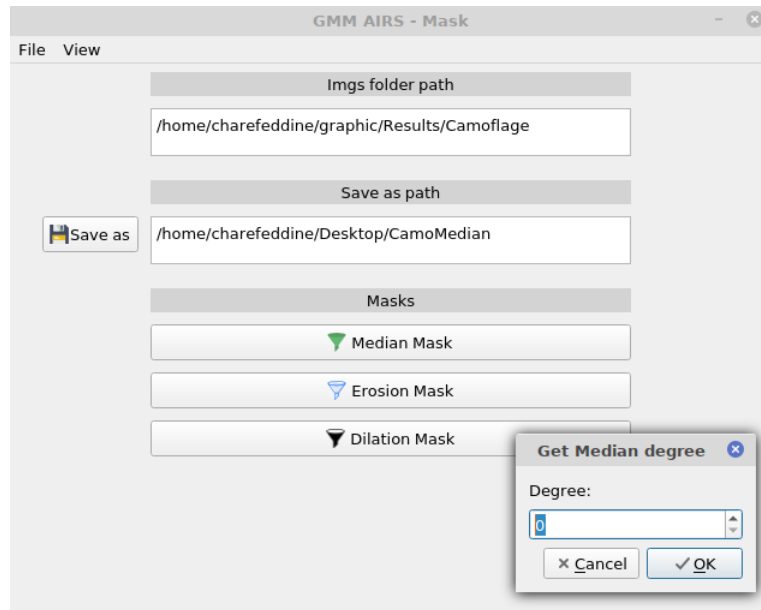 GMM AIRS - Mask
File View
Imgs folder path
/home/charefeddine/graphic/Results/Camoflage
Save as path
Save as
/home/charefeddine/Desktop/CamoMedian
Masks
Median Mask
Erosion Mask
Dilation Mask
Get Median degree
Degree:
0
Cancel OK